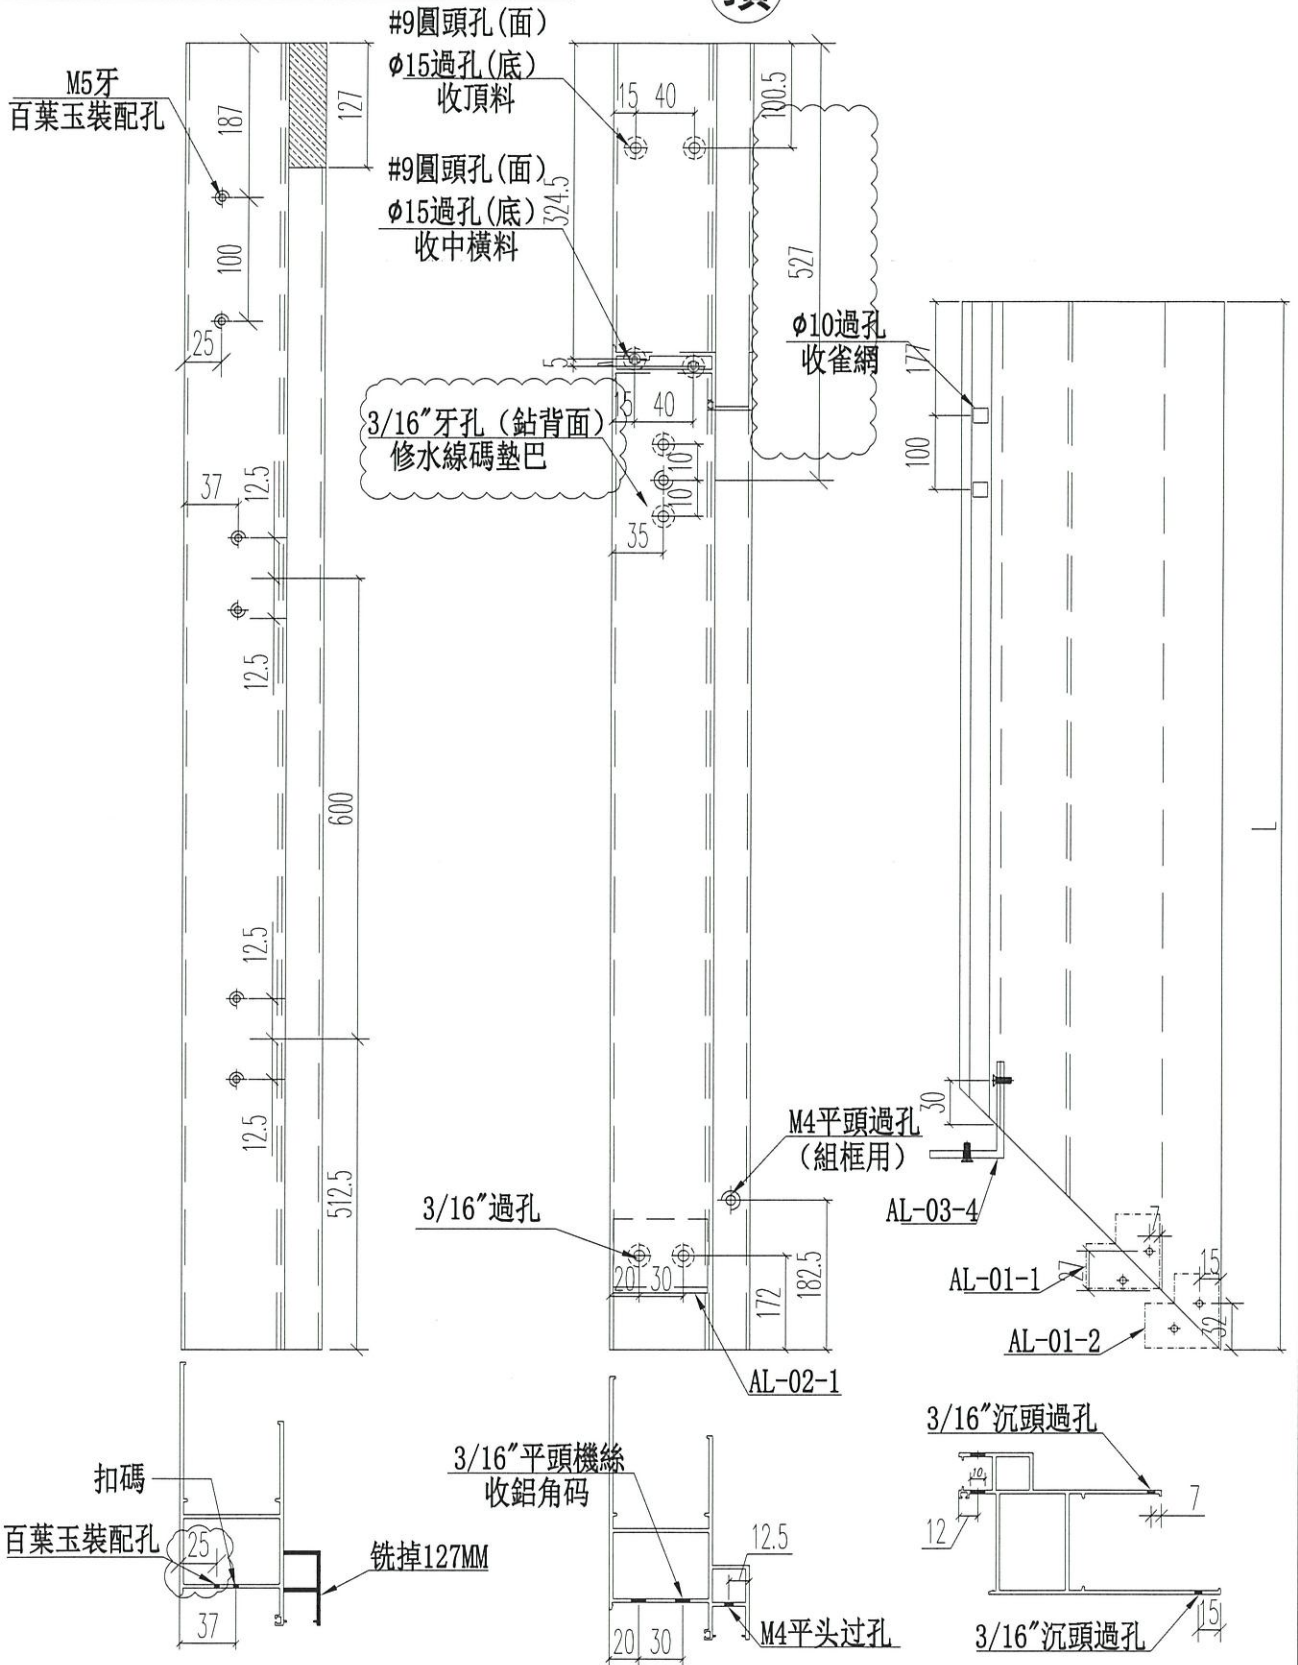 #9圓頭孔(面)
φ15過孔(底)
收頂料
M5牙
百葉玉裝配孔
187
127
15
40
100.5
#9圓頭孔(面)
φ15過孔(底)
收中橫料
324.5
100
527
25
φ10過孔
收雀網
177
5
40
3/16"牙孔（鉆背面）
修水線碼墊巴
10
10
100
37
12.5
35
12.5
600
L
12.5
30
M4平頭過孔
（組框用）
12.5
AL-03-4
512.5
3/16"過孔
7
20
30
172
182.5
27
15
AL-01-1
32
AL-01-2
AL-02-1
3/16"沉頭過孔
扣碼
3/16"平頭機絲
收鋁角码
10
百葉玉裝配孔
25
铣掉127MM
12.5
12
7
37
20
30
M4平头过孔
3/16"沉頭過孔
15